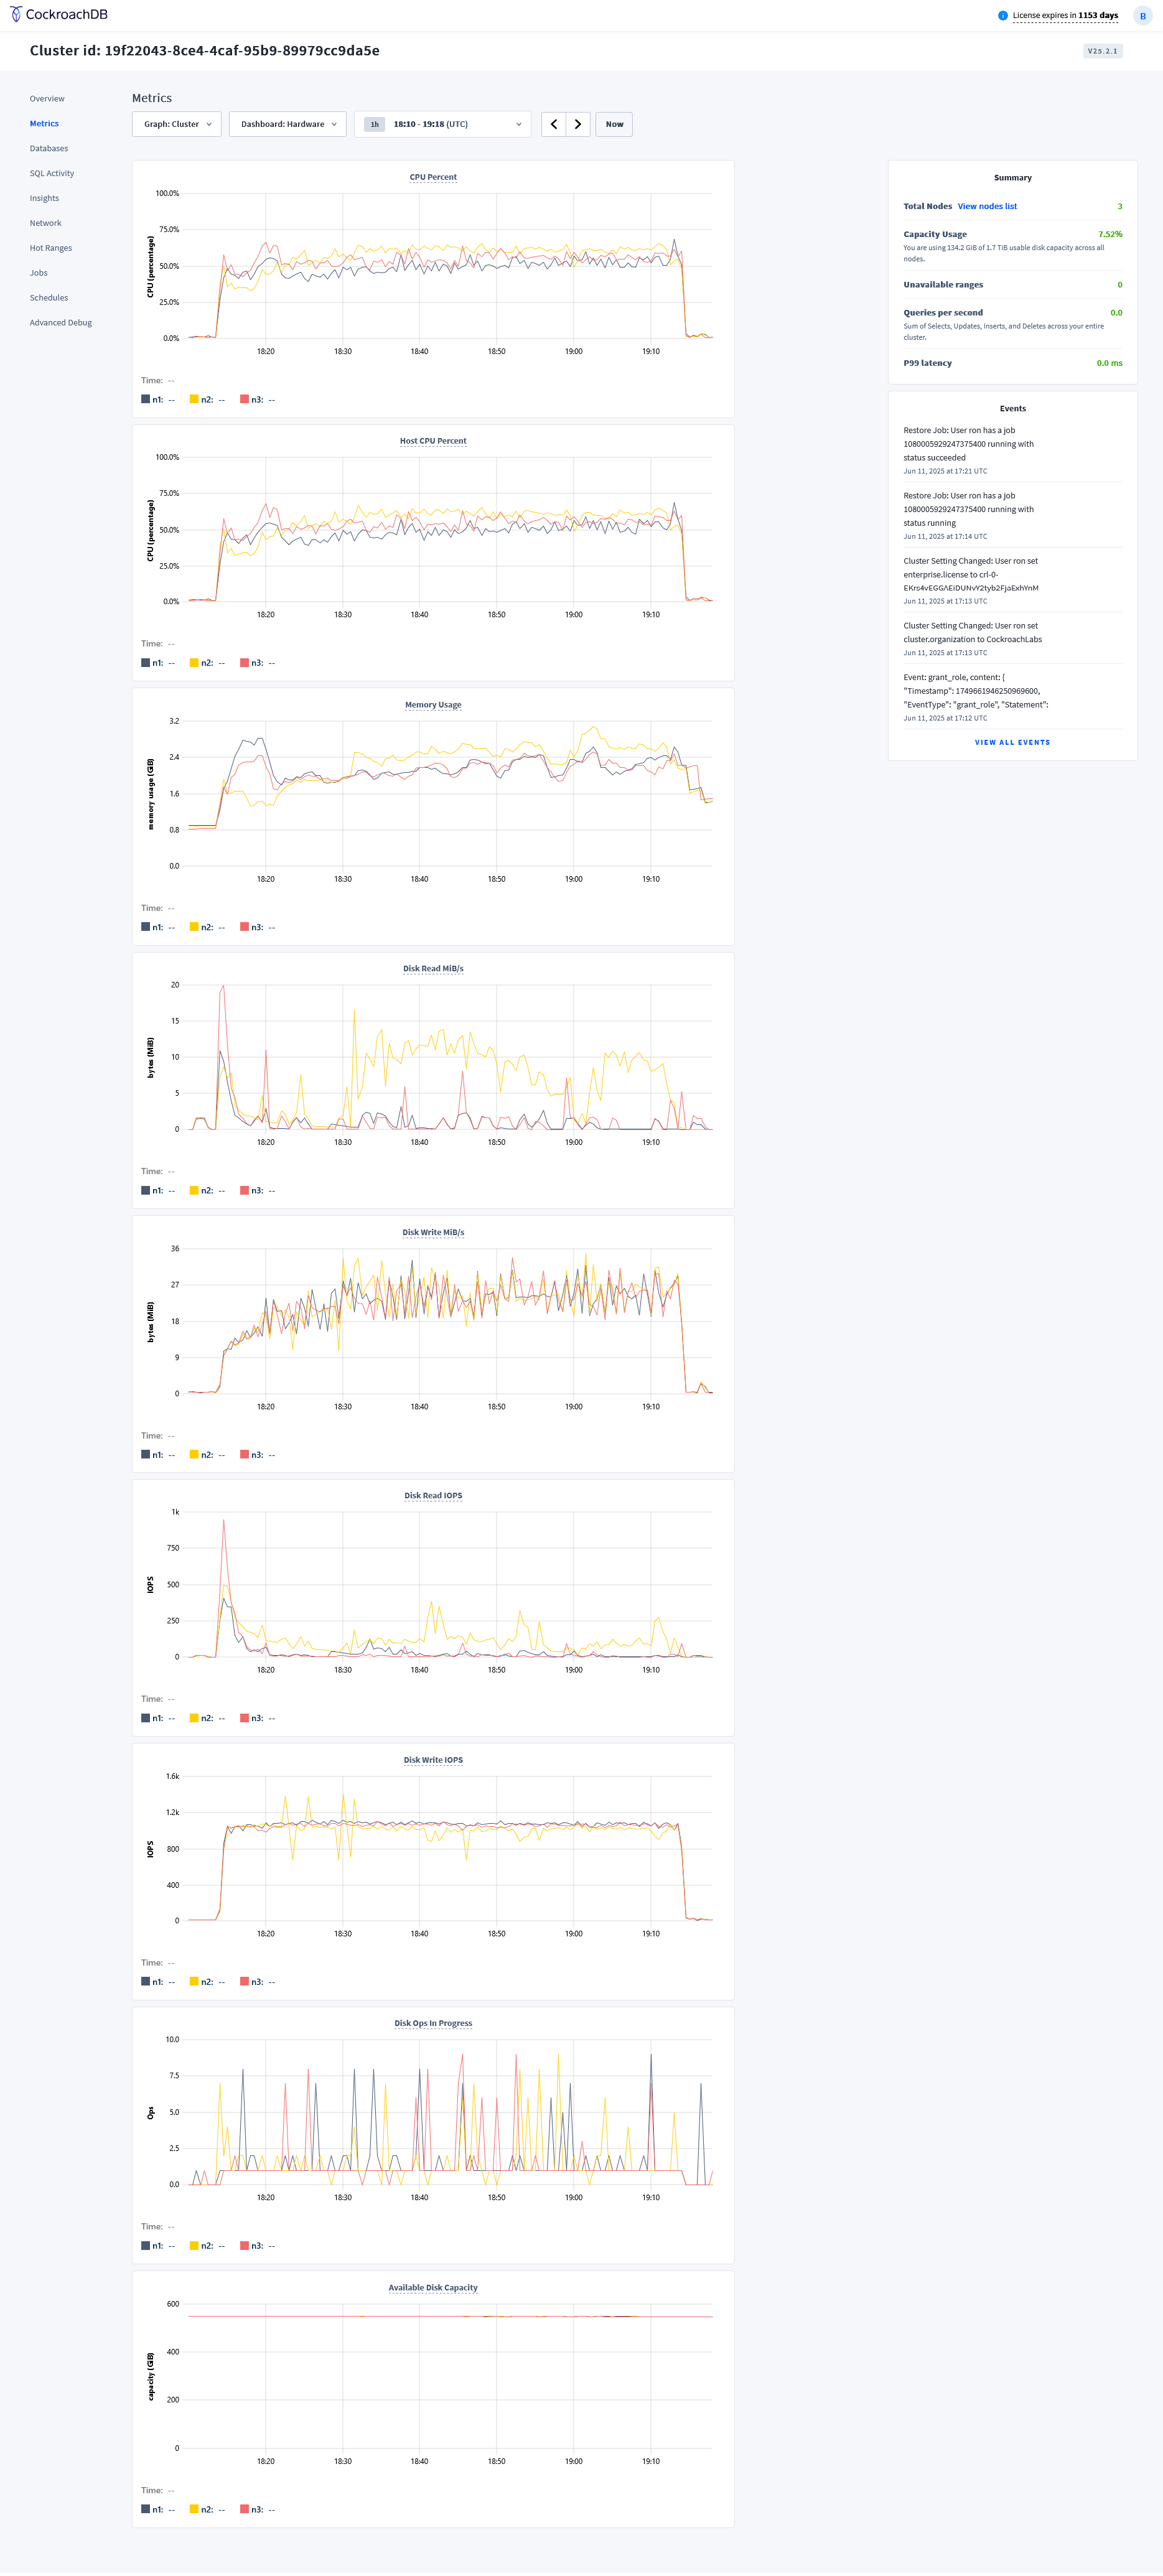 CockroachDB
License expires in 1153 days
B
Cluster id: 19f22043-8ce4-4caf-95b9-89979cc9da5e
V25.2.1
Overview
Metrics
Databases
SQL Activity
Insights
Network
Hot Ranges
Jobs
Schedules
Advanced Debug
Metrics
Graph: Cluster
Dashboard: Hardware
1h 18:10 - 19:18 (UTC)
Now
CPU Percent
CPU (percentage)
100.0%
75.0%
50.0%
25.0%
0.0%
18:20 18:30 18:40 18:50 19:00 19:10
Time: --
n1: -- n2: -- n3: --
Host CPU Percent
CPU (percentage)
100.0%
75.0%
50.0%
25.0%
0.0%
18:20 18:30 18:40 18:50 19:00 19:10
Time: --
n1: -- n2: -- n3: --
Memory Usage
memory usage (GiB)
3.2
2.4
1.6
0.8
0.0
18:20 18:30 18:40 18:50 19:00 19:10
Time: --
n1: -- n2: -- n3: --
Disk Read MiB/s
bytes (MiB)
20
15
10
5
0
18:20 18:30 18:40 18:50 19:00 19:10
Time: --
n1: -- n2: -- n3: --
Disk Write MiB/s
bytes (MiB)
36
27
18
9
0
18:20 18:30 18:40 18:50 19:00 19:10
Time: --
n1: -- n2: -- n3: --
Disk Read IOPS
IOPS
1k
750
500
250
0
18:20 18:30 18:40 18:50 19:00 19:10
Time: --
n1: -- n2: -- n3: --
Disk Write IOPS
IOPS
1.6k
1.2k
800
400
0
18:20 18:30 18:40 18:50 19:00 19:10
Time: --
n1: -- n2: -- n3: --
Disk Ops In Progress
Ops
10.0
7.5
5.0
2.5
0.0
18:20 18:30 18:40 18:50 19:00 19:10
Time: --
n1: -- n2: -- n3: --
Available Disk Capacity
capacity (GiB)
600
400
200
0
18:20 18:30 18:40 18:50 19:00 19:10
Time: --
n1: -- n2: -- n3: --
Summary
Total Nodes View nodes list 3
Capacity Usage 7.52%
You are using 134.2 GiB of 1.7 TiB usable disk capacity across all
nodes.
Unavailable ranges 0
Queries per second 0.0
Sum of Selects, Updates, Inserts, and Deletes across your entire
cluster.
P99 latency 0.0 ms
Events
Restore Job: User ron has a job
1080005929247375400 running with
status succeeded
Jun 11, 2025 at 17:21 UTC
Restore Job: User ron has a job
1080005929247375400 running with
status running
Jun 11, 2025 at 17:14 UTC
Cluster Setting Changed: User ron set
enterprise.license to crl-0-
Jun 11, 2025 at 17:13 UTC
Cluster Setting Changed: User ron set
cluster.organization to CockroachLabs
Jun 11, 2025 at 17:13 UTC
Event: grant_role, content: {
"Timestamp": 1749661946250969600,
"EventType": "grant_role", "Statement":
Jun 11, 2025 at 17:12 UTC
VIEW ALL EVENTS